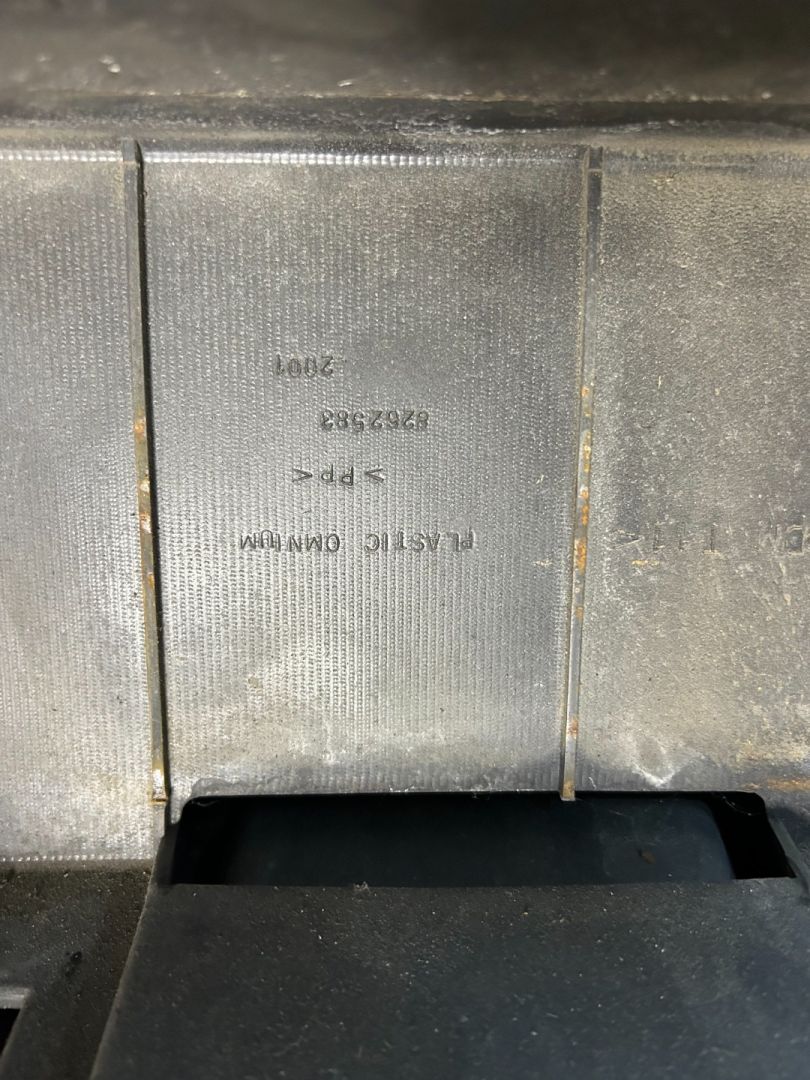 PLASTIC OMNIUM
>PP<
8262583
2001